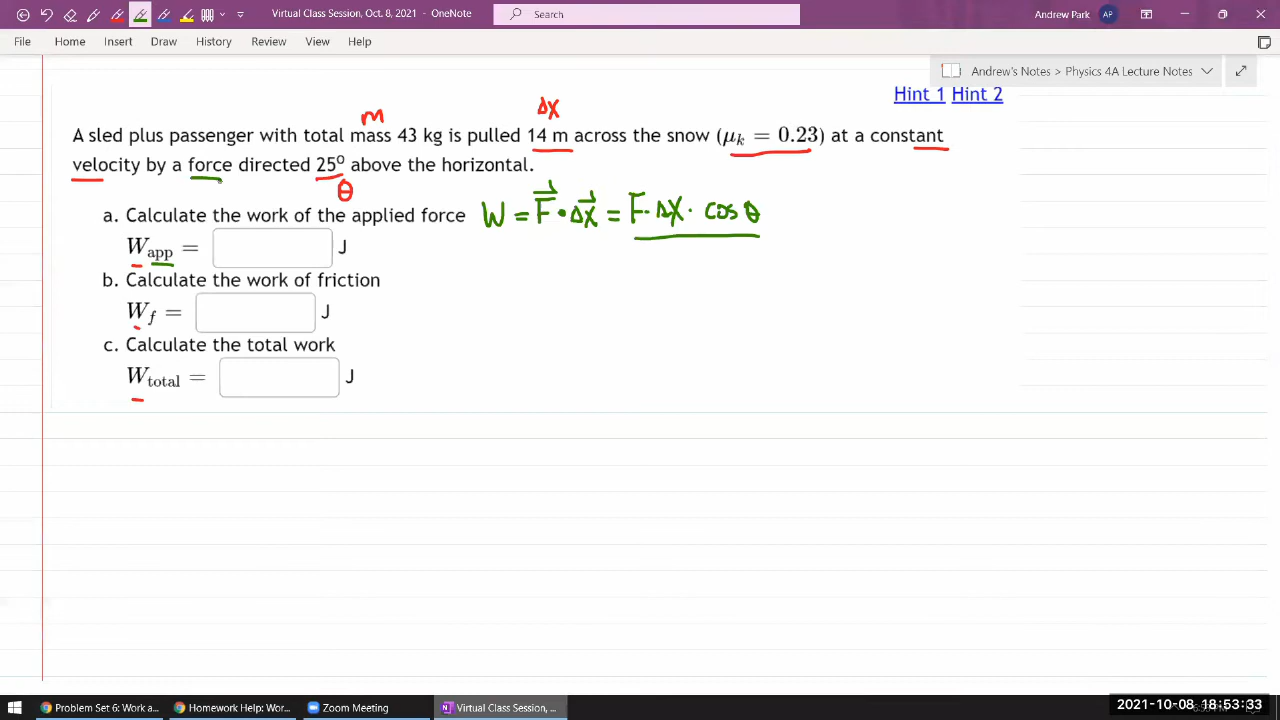 Virtual Class Session, Oct. 8, 2021 - OneNote
Search
Andrew Park
AP
File Home Insert Draw History Review View Help
Andrew's Notes > Physics 4A Lecture Notes
Hint 1 Hint 2
m Δx
A sled plus passenger with total mass 43 kg is pulled 14 m across the snow (μk = 0.23) at a constant
velocity by a force directed 25° above the horizontal.
θ
a. Calculate the work of the applied force W = F⃗ · Δx⃗ = F · Δx · cos θ
Wapp = J
b. Calculate the work of friction
Wf = J
c. Calculate the total work
Wtotal = J
Problem Set 6: Work a...
Homework Help: Wor...
Zoom Meeting
Virtual Class Session, ...
2021-10-08 18:53:33